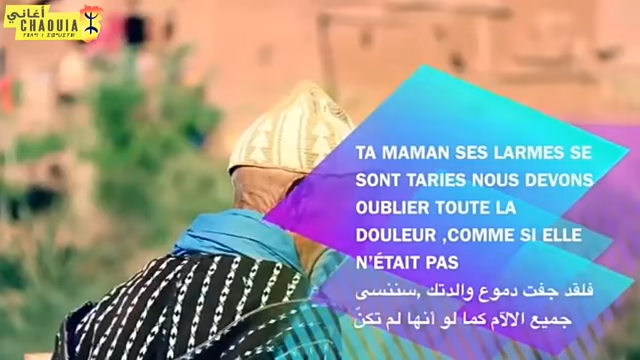 أغاني
CHAOUIA
TA MAMAN SES LARMES SE
SONT TARIES NOUS DEVONS
OUBLIER TOUTE LA
DOULEUR ,COMME SI ELLE
N'ÉTAIT PAS
فلقد جفت دموع والدتك ,سننسى
جميع الالآم كما لو أنها لم تكنّ